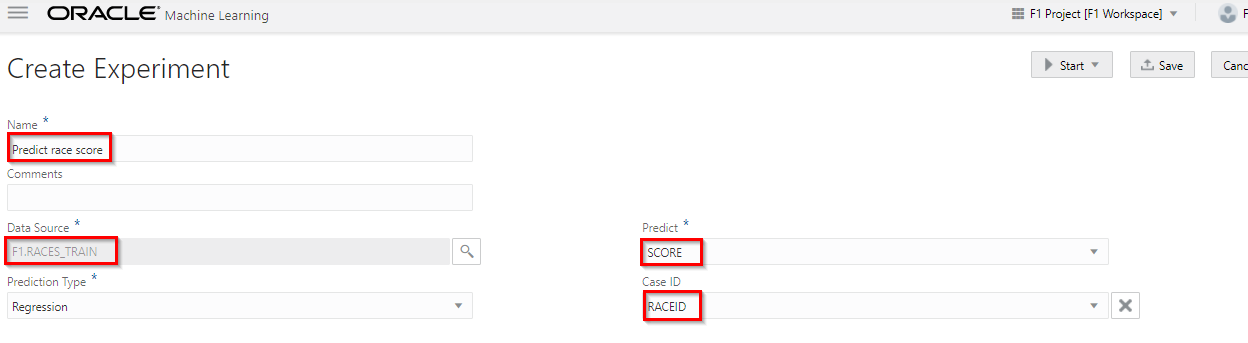 ORACLE Machine Learning
F1 Project [F1 Workspace]
F
Create Experiment
Start
Save
Canc
Name *
Predict race score
Comments
Data Source *
Predict *
F1.RACES_TRAIN
SCORE
Prediction Type *
Case ID
Regression
RACEID